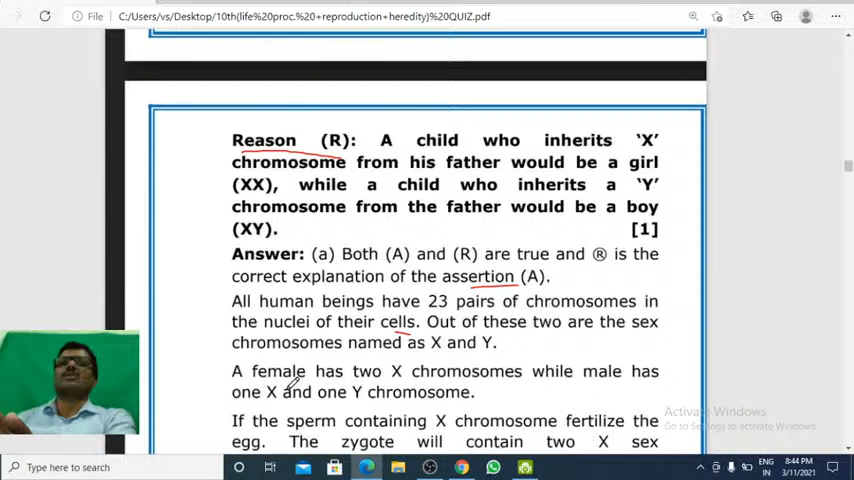 File
C:/Users/vs/Desktop/10th(life%20proc.%20+reproduction+heredity)%20QUIZ.pdf
Reason (R): A child who inherits ‘X’
chromosome from his father would be a girl
(XX), while a child who inherits a ‘Y’
chromosome from the father would be a boy
(XY). [1]
Answer: (a) Both (A) and (R) are true and ® is the
correct explanation of the assertion (A).
All human beings have 23 pairs of chromosomes in
the nuclei of their cells. Out of these two are the sex
chromosomes named as X and Y.
A female has two X chromosomes while male has
one X and one Y chromosome.
If the sperm containing X chromosome fertilize the
egg. The zygote will contain two X sex
Activate Windows
Go to Settings to activate Windows.
Type here to search
ENG
IN
8:44 PM
3/11/2021